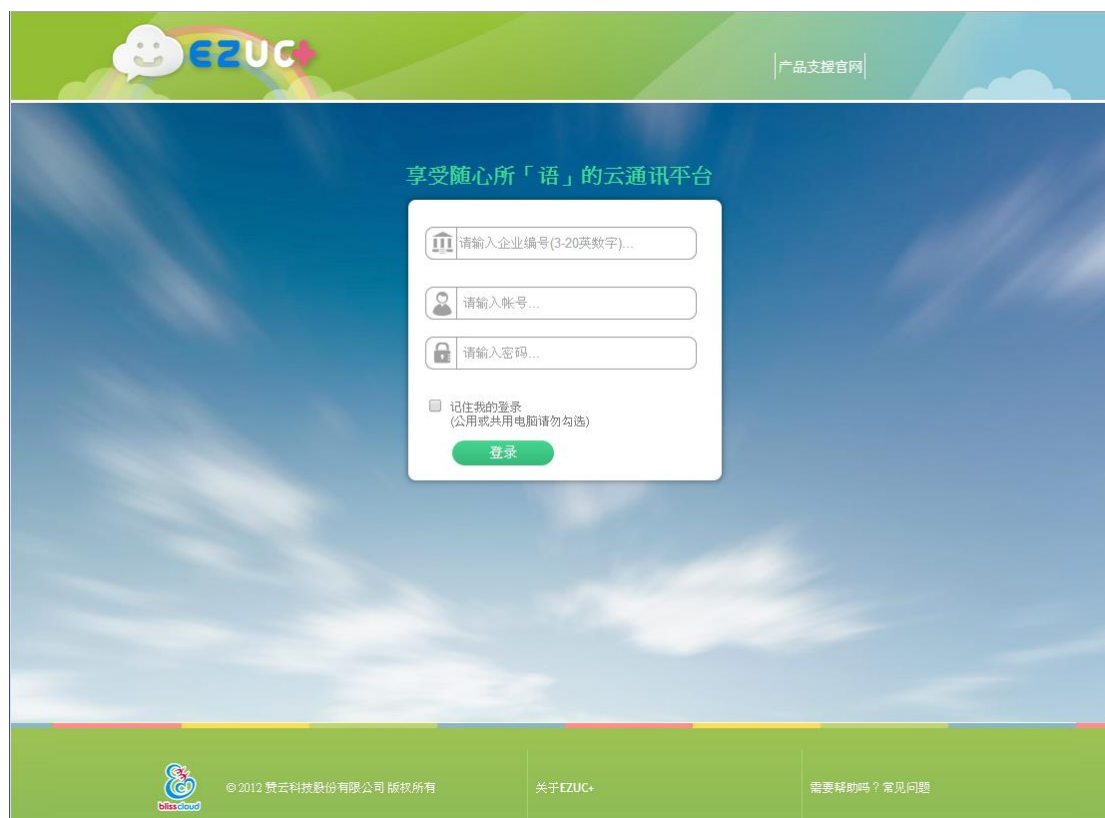 EZUC+
产品支援官网
享受随心所「语」的云通讯平台
请输入企业编号(3-20英数字)...
请输入帐号...
请输入密码...
记住我的登录
(公用或共用电脑请勿勾选)
登录
blisscloud
©2012 赞云科技股份有限公司 版权所有
关于EZUC+
需要帮助吗？常见问题